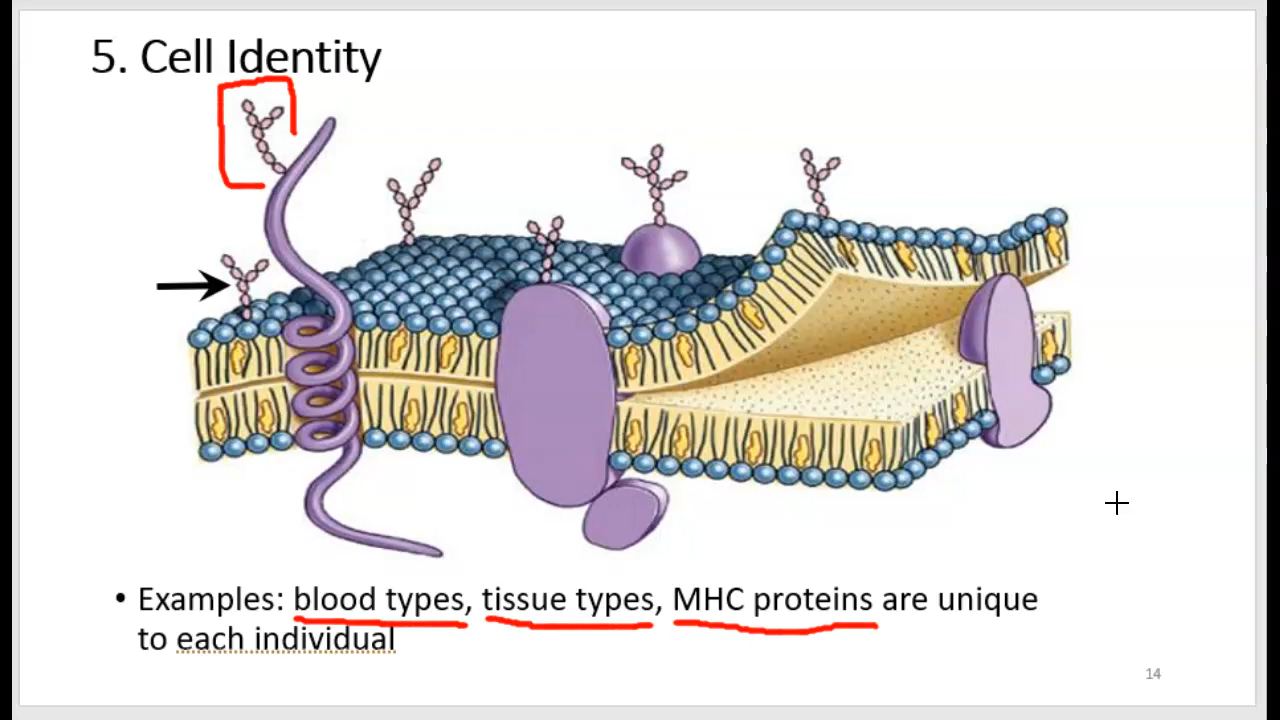 5. Cell Identity
• Examples: blood types, tissue types, MHC proteins are unique
to each individual
14